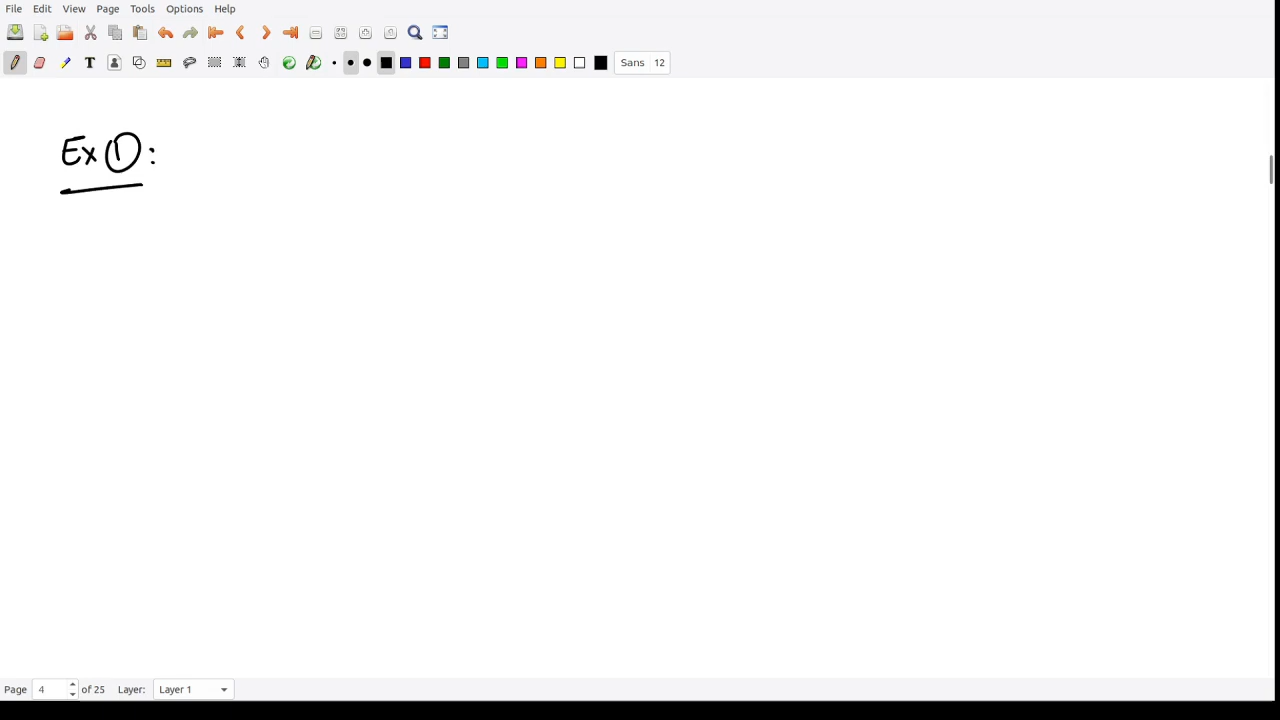 File Edit View Page Tools Options Help
T Sans 12
Ex ①:
Page 4 of 25 Layer: Layer 1